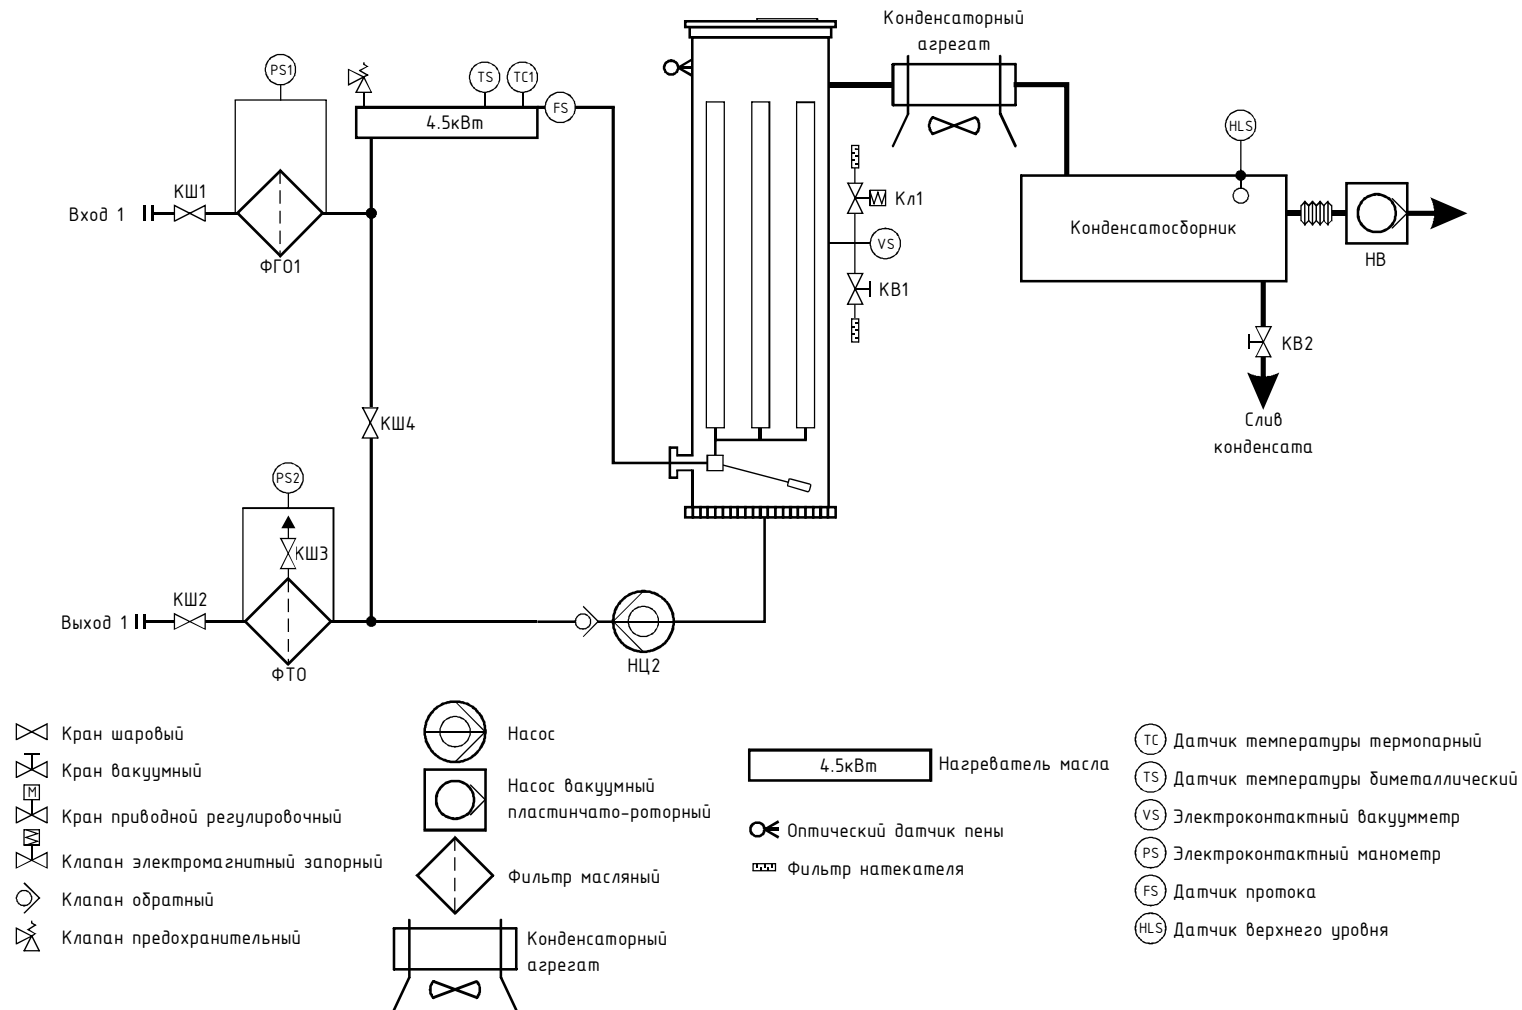 Конденсаторный
агрегат
PS1
TS
TC1
FS
4.5кВт
HLS
КШ1
Вход 1
Кл1
Конденсатосборник
VS
ФГО1
НВ
КВ1
КВ2
КШ4
Слив
конденсата
PS2
КШ3
КШ2
Выход 1
НЦ2
ФТО
Кран шаровый
Кран вакуумный
M
Кран приводной регулировочный
Клапан электромагнитный запорный
Клапан обратный
Клапан предохранительный
Насос
Насос вакуумный
пластинчато-роторный
Фильтр масляный
Конденсаторный
агрегат
4.5кВт
Нагреватель масла
Оптический датчик пены
Фильтр натекателя
TC
Датчик температуры термопарный
TS
Датчик температуры биметаллический
VS
Электроконтактный вакуумметр
PS
Электроконтактный манометр
FS
Датчик протока
HLS
Датчик верхнего уровня